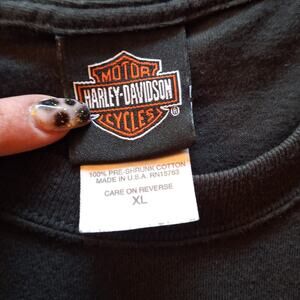 MOTOR
HARLEY-DAVIDSON
CYCLES
®
100% PRE-SHRUNK COTTON
MADE IN U.S.A. RN15763
CARE ON REVERSE
XL